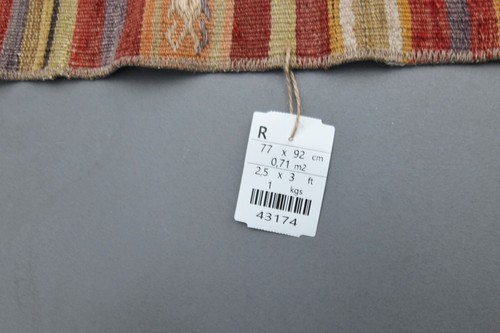 R
77 x 92 cm
0,71 m2
2,5 x 3 ft
1 kgs
43174